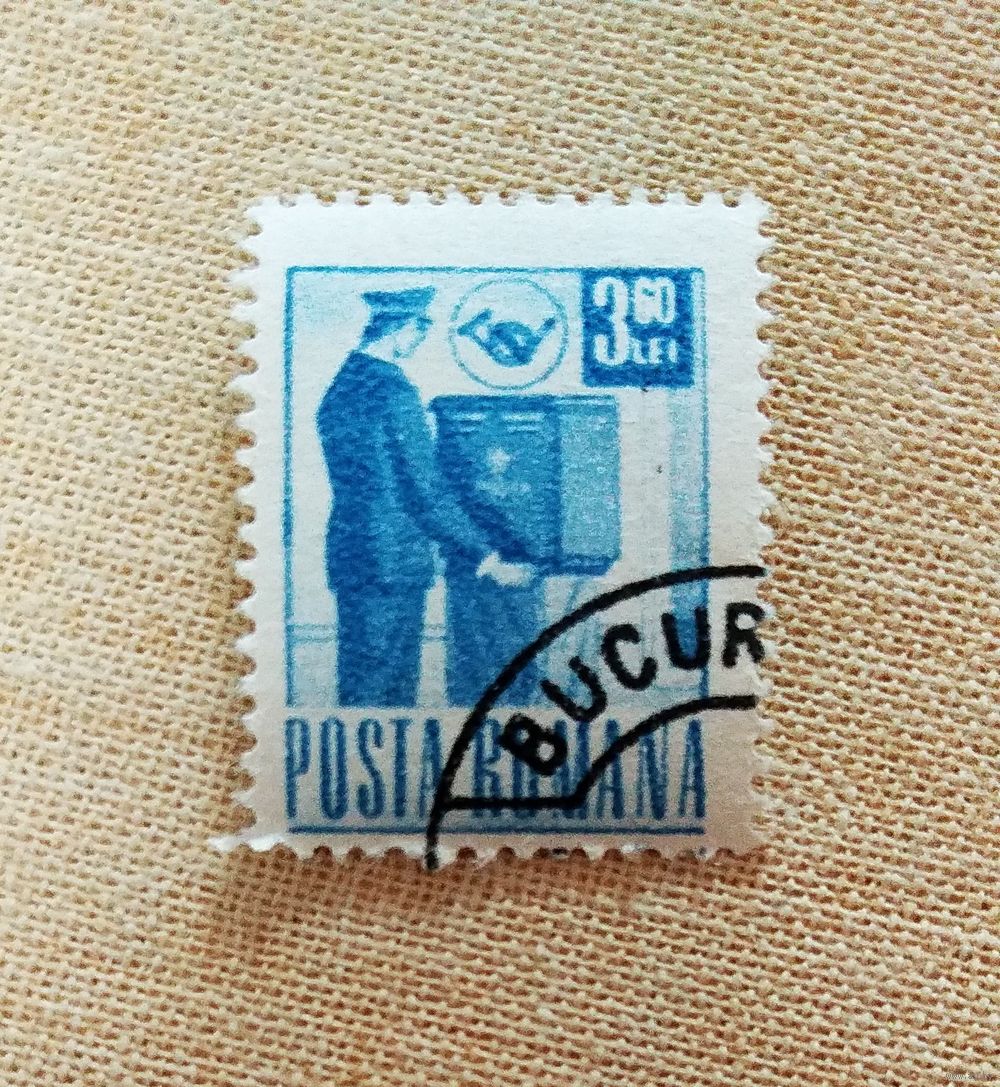 3 60
LEI
POSTA ROMANA
BUCUR